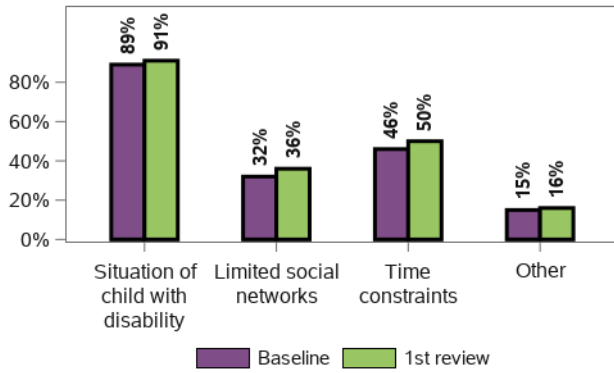 89%
91%
32%
36%
46%
50%
15%
16%
80%
60%
40%
20%
0%
Situation of
child with
disability
Limited social
networks
Time
constraints
Other
Baseline
1st review